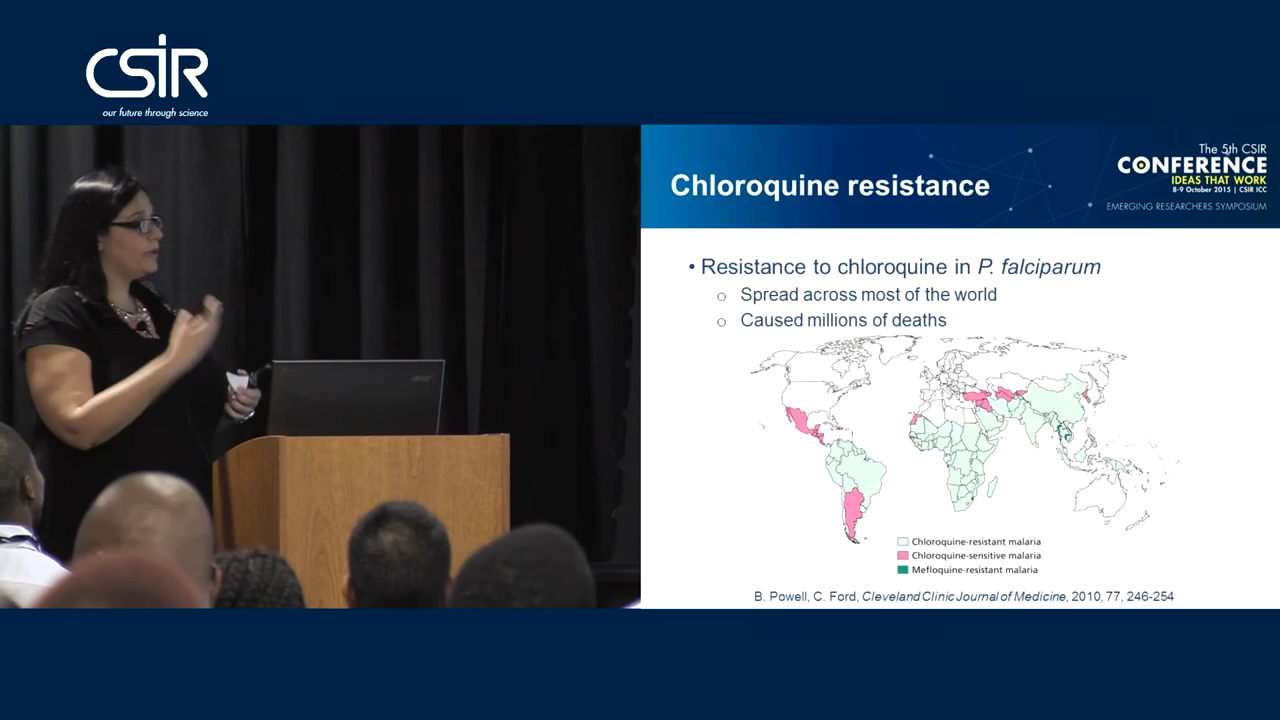 CSIR
our future through science
The 5th CSIR
CONFERENCE
IDEAS THAT WORK
8-9 October 2015 | CSIR ICC
EMERGING RESEARCHERS SYMPOSIUM
Chloroquine resistance
• Resistance to chloroquine in P. falciparum
o Spread across most of the world
o Caused millions of deaths
Chloroquine-resistant malaria
Chloroquine-sensitive malaria
Mefloquine-resistant malaria
B. Powell, C. Ford, Cleveland Clinic Journal of Medicine, 2010, 77, 246-254